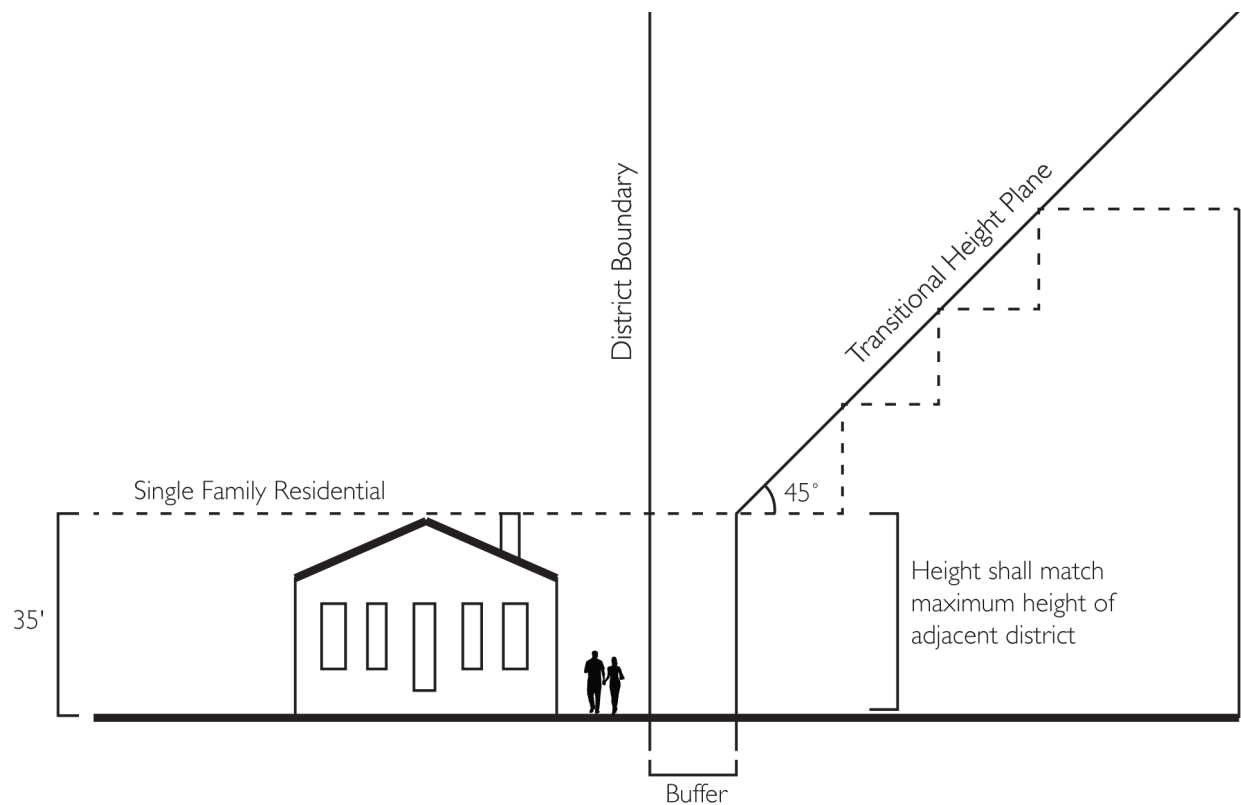 District Boundary
Transitional Height Plane
Single Family Residential
45°
35'
Height shall match
maximum height of
adjacent district
Buffer